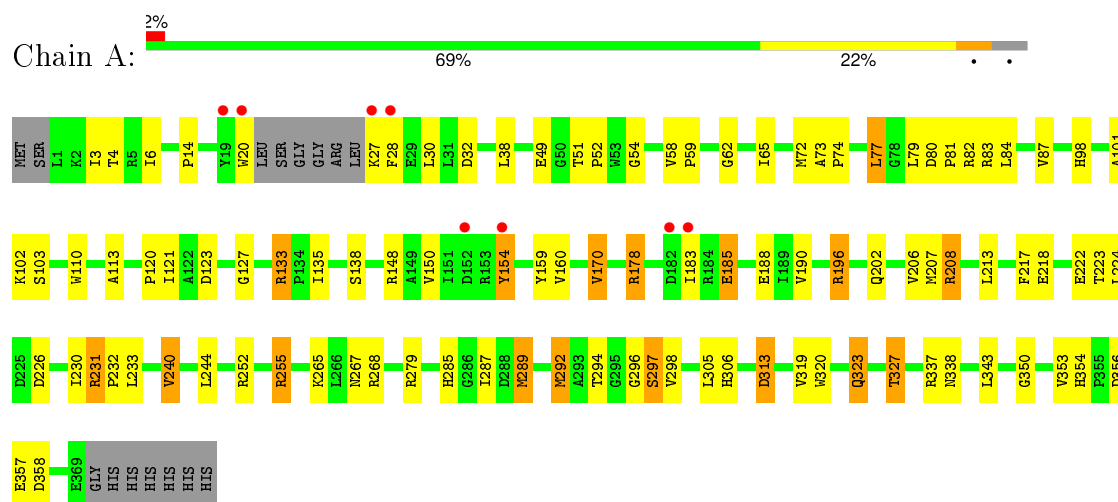 2%
Chain A:
69% 22% • •
MET SER L1 K2 I3 T4 R5 I6 P14 Y19 W20 LEU SER GLY GLY ARG LEU K27 F28 E29 L30 L31 D32 L38 E49 G50 T51 P52 W53 G54 V58 P59 G62 I65 M72 A73 P74 L77 G78 L79 D80 P81 R82 R83 L84 V87 H98 A101
K102 S103 W110 A113 P120 I121 A122 D123 G127 R133 P134 I135 S138 R148 A149 V150 I151 D152 R153 Y154 Y159 V160 V170 R178 D182 I183 R184 E185 E188 I189 V190 R196 Q202 V206 M207 R208 L213 F217 E218 E222 T223 L224
D225 D226 I230 R231 P232 L233 V240 L244 R252 R255 K265 L266 N267 R268 R279 H285 G286 I287 D288 M289 M292 A293 T294 G295 G296 S297 V298 L305 H306 D313 V319 W320 Q323 T327 R337 N338 L343 G350 V353 H354 P355 D356
E357 D358 E369 GLY HIS HIS HIS HIS HIS HIS